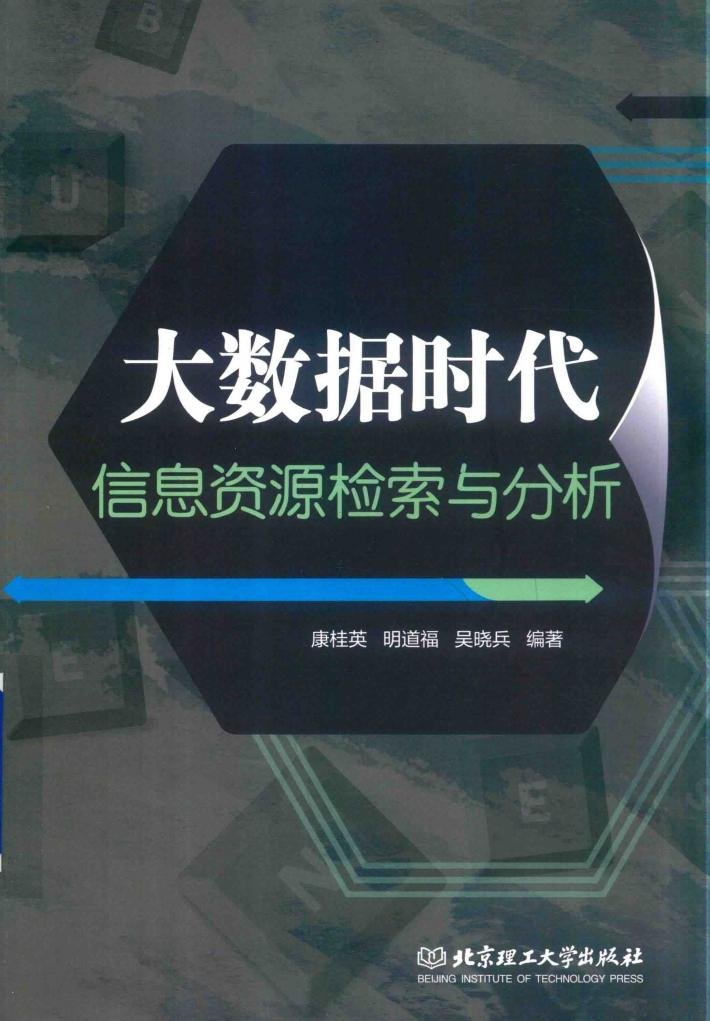 B
U
大数据时代
信息资源检索与分析
康桂英 明道福 吴晓兵 编著
E
E
N
北京理工大学出版社
BEIJING INSTITUTE OF TECHNOLOGY PRESS